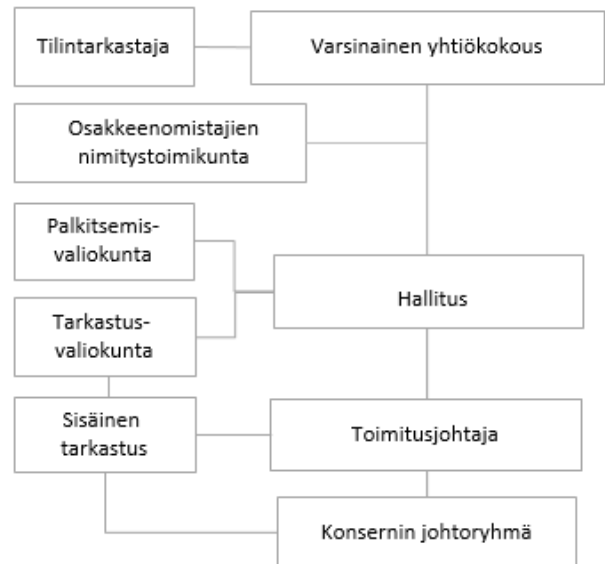 Tilintarkastaja
Varsinainen yhtiökokous
Osakkeenomistajien
nimitystoimikunta
Palkitsemis-
valiokunta
Hallitus
Tarkastus-
valiokunta
Sisäinen
tarkastus
Toimitusjohtaja
Konsernin johtoryhmä